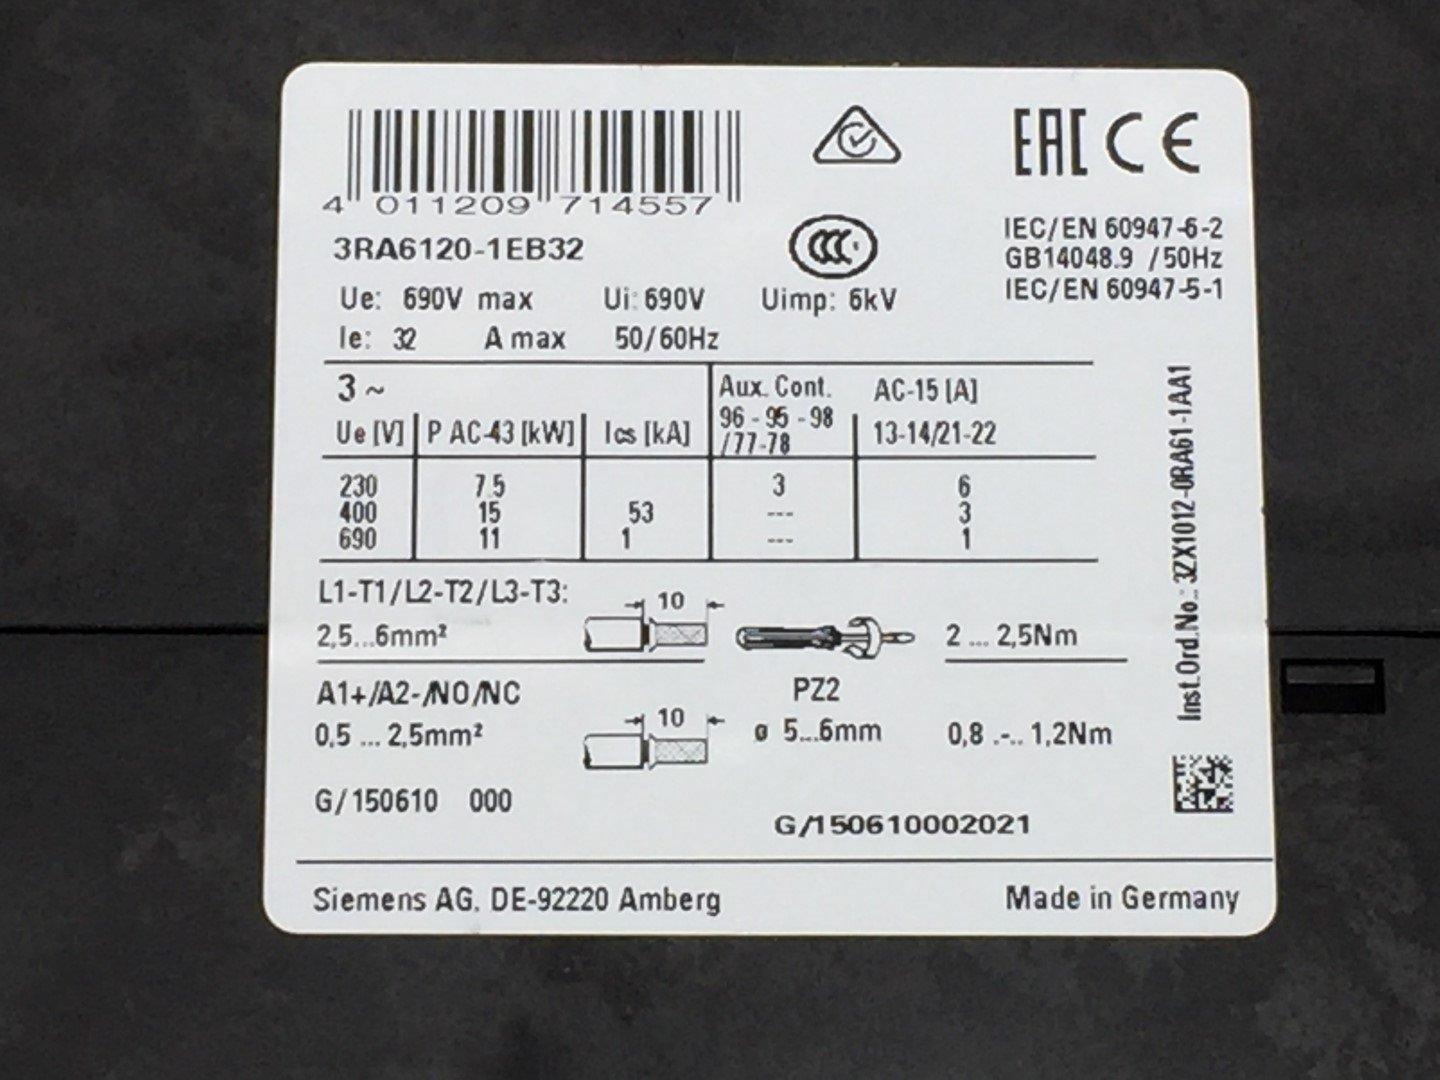 4 011209 714557
EAC CE
3RA6120-1EB32
CCC
IEC/EN 60947-6-2
GB14048.9 /50Hz
IEC/EN 60947-5-1
Ue: 690V max Ui: 690V Uimp: 6kV
Ie: 32 A max 50/60Hz
3 ~
Aux. Cont. AC-15 [A]
Ue [V] P AC-43 [kW] Ics [kA] 96 - 95 - 98 13-14/21-22
/77-78
230 7.5 3 6
400 15 53 --- 3
690 11 1 --- 1
L1-T1/L2-T2/L3-T3: 10
2,5...6mm² 2 ... 2,5Nm
A1+/A2-/NO/NC PZ2
10
0,5 ... 2,5mm² ø 5...6mm 0,8 .-.. 1,2Nm
G/150610 000
G/150610002021
Inst.Ord.No.: 3ZX1012-0RA61-1AA1
Siemens AG, DE-92220 Amberg Made in Germany